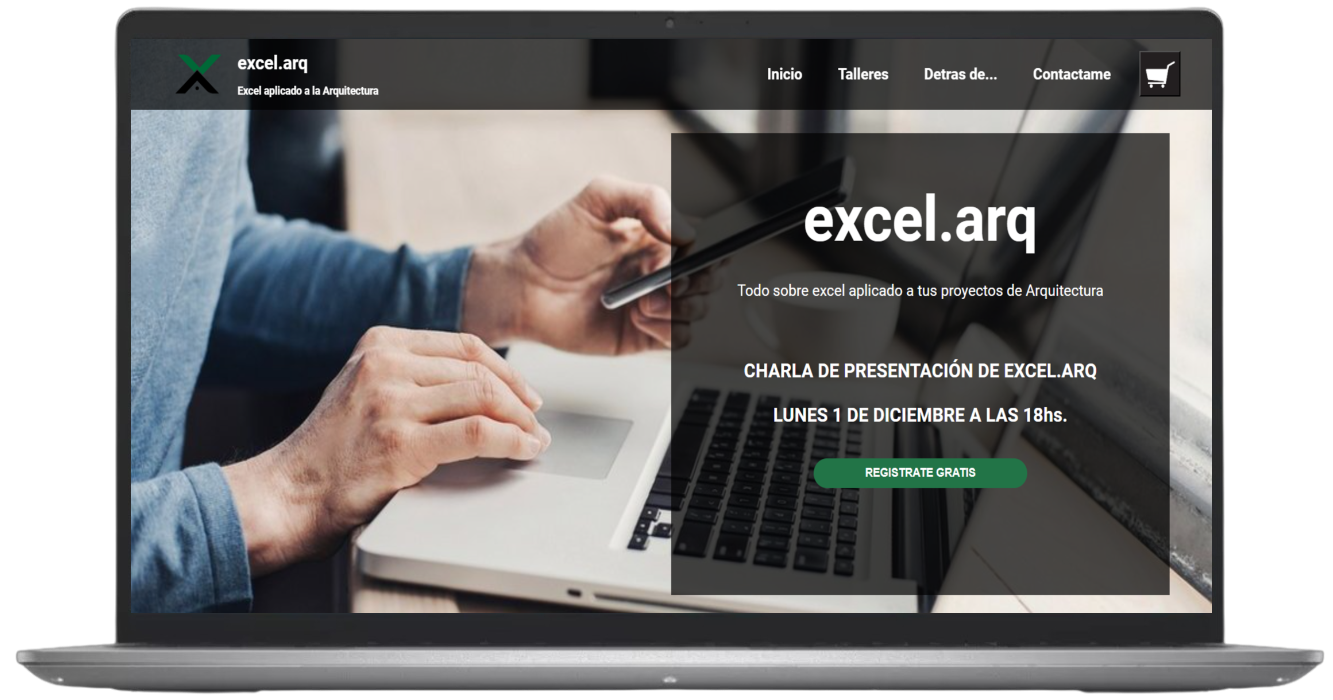 excel.arq
Excel aplicado a la Arquitectura
Inicio
Talleres
Detras de...
Contactame
excel.arq
Todo sobre excel aplicado a tus proyectos de Arquitectura
CHARLA DE PRESENTACIÓN DE EXCEL.ARQ
LUNES 1 DE DICIEMBRE A LAS 18hs.
REGISTRATE GRATIS